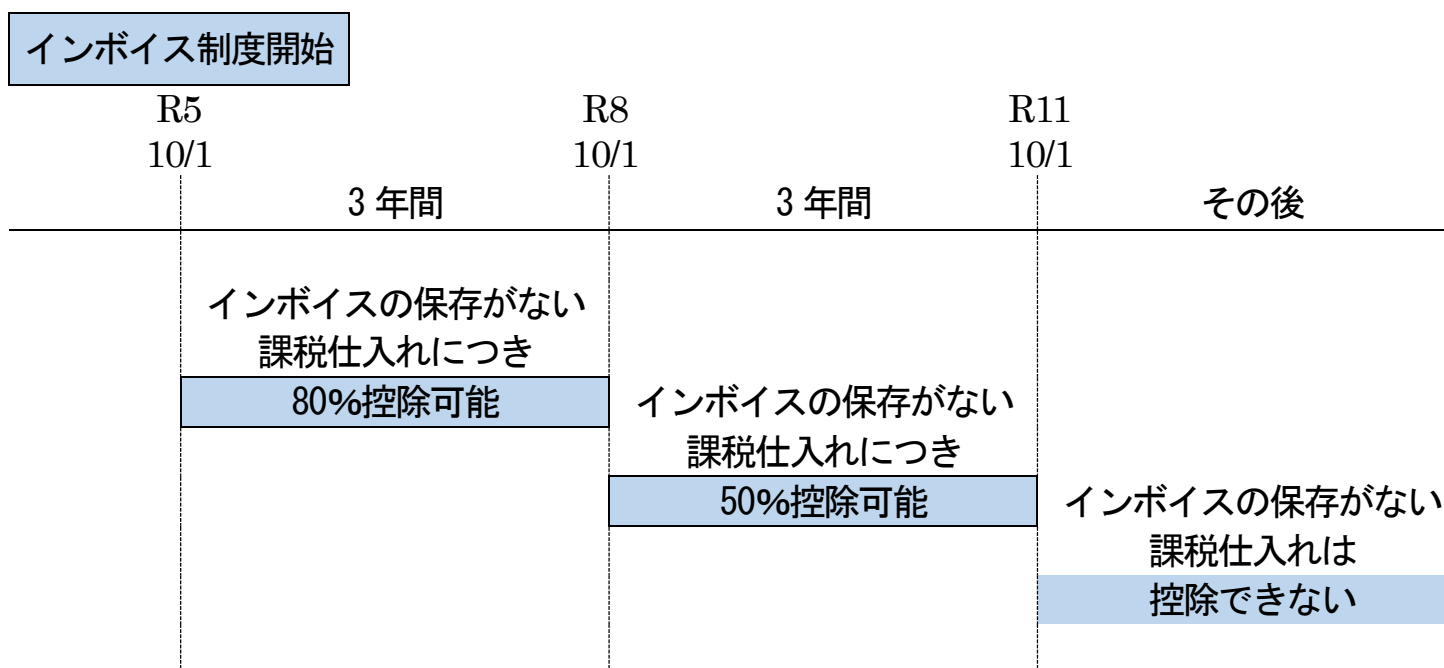 インボイス制度開始
R5
10/1
R8
10/1
R11
10/1
3年間
3年間
その後
インボイスの保存がない
課税仕入れにつき
80%控除可能
インボイスの保存がない
課税仕入れにつき
50%控除可能
インボイスの保存がない
課税仕入れは
控除できない